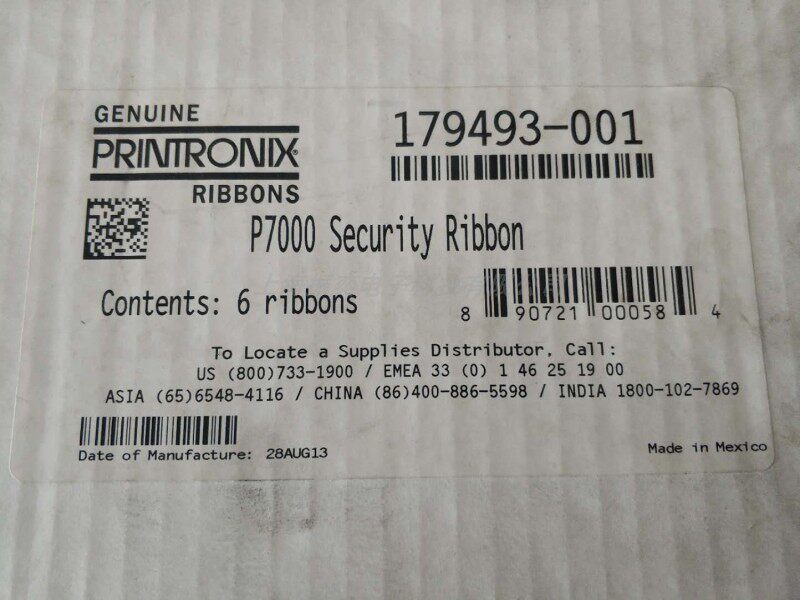 GENUINE
PRINTRONIX®
RIBBONS
179493-001
P7000 Security Ribbon
Contents: 6 ribbons
8 90721 00058 4
To Locate a Supplies Distributor, Call:
US (800)733-1900 / EMEA 33 (0) 1 46 25 19 00
ASIA (65)6548-4116 / CHINA (86)400-886-5598 / INDIA 1800-102-7869
Date of Manufacture: 28AUG13
Made in Mexico